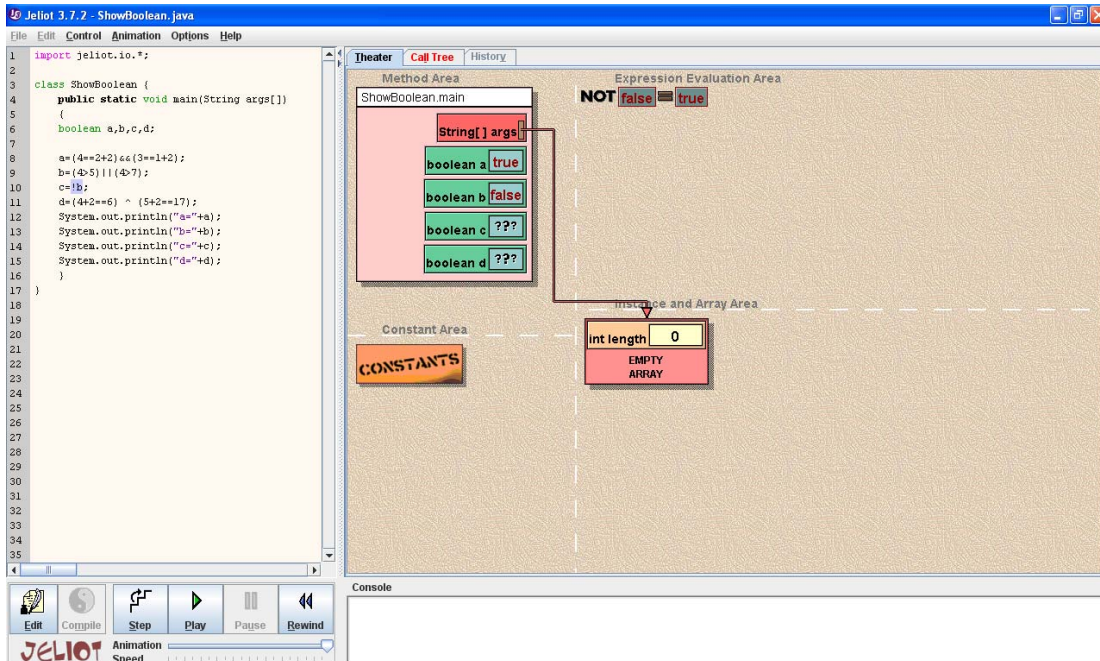 Jeliot 3.7.2 - ShowBoolean.java
File Edit Control Animation Options Help
1 import jeliot.io.*;
2
3 class ShowBoolean {
4 public static void main(String args[])
5 {
6 boolean a,b,c,d;
7
8 a=(4==2+2)&&(3==1+2);
9 b=(4>5)||(4>7);
10 c=!b;
11 d=(4+2==6) ^ (5+2==17);
12 System.out.println("a="+a);
13 System.out.println("b="+b);
14 System.out.println("c="+c);
15 System.out.println("d="+d);
16 }
17 }
18
19
20
21
22
23
24
25
26
27
28
29
30
31
32
33
34
35
Theater Call Tree History
Method Area
ShowBoolean.main
String[ ] args
boolean a true
boolean b false
boolean c ???
boolean d ???
Expression Evaluation Area
NOT false = true
Constant Area
CONSTANTS
Instance and Array Area
int length 0
EMPTY
ARRAY
Edit Compile Step Play Pause Rewind
JELIOT Animation
Speed
Console